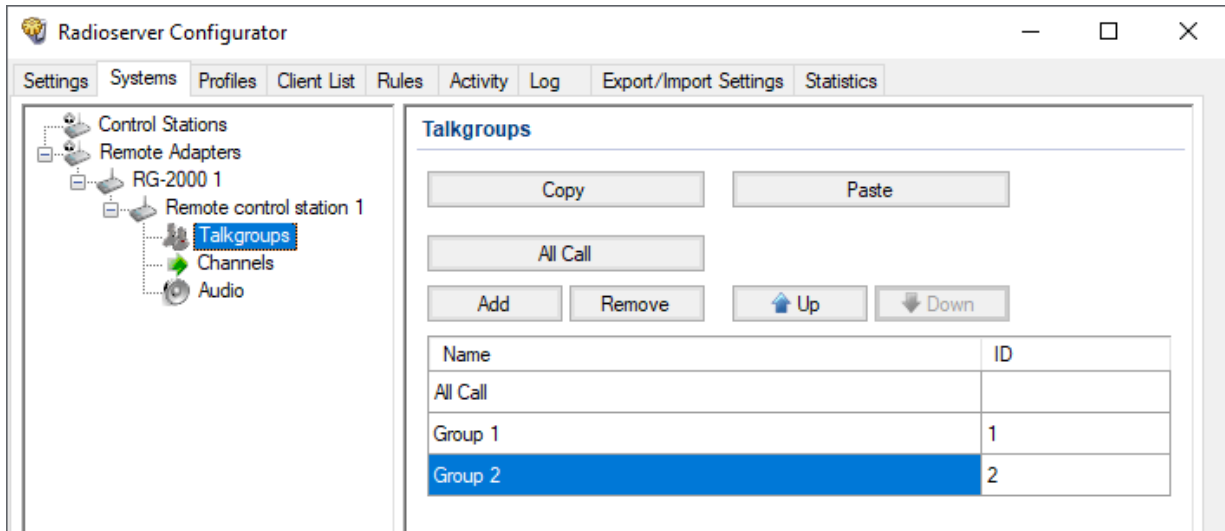 Radioserver Configurator
Settings Systems Profiles Client List Rules Activity Log Export/Import Settings Statistics
Control Stations
Remote Adapters
RG-2000 1
Remote control station 1
Talkgroups
Channels
Audio
Talkgroups
Copy Paste
All Call
Add Remove Up Down
Name ID
All Call
Group 1 1
Group 2 2